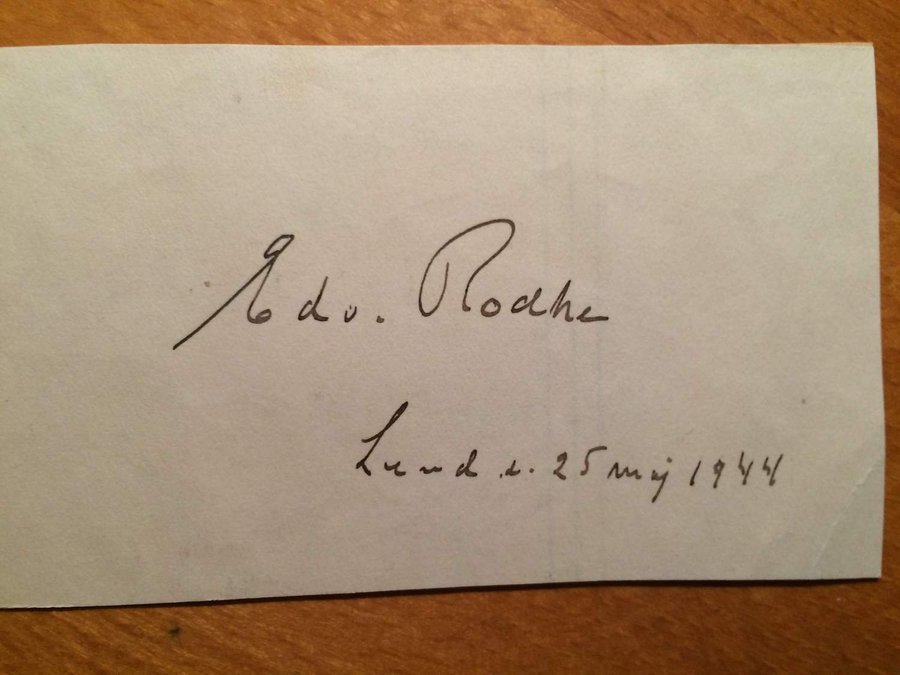 Edv. Rodhe
Lund d. 25 maj 1944